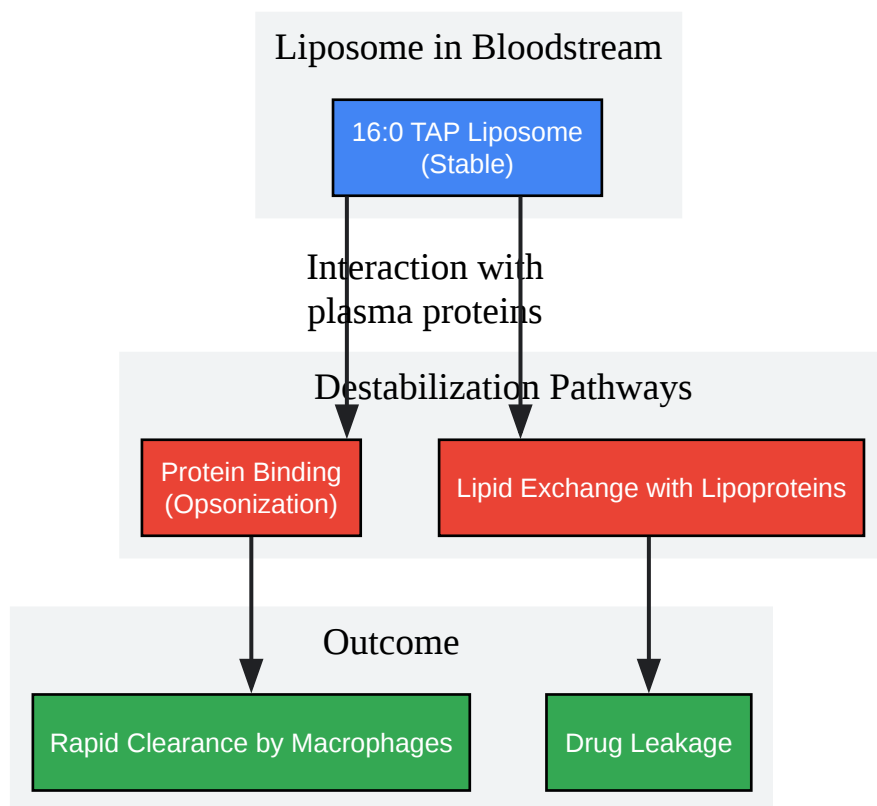 Liposome in Bloodstream
16:0 TAP Liposome
(Stable)
Interaction with
plasma proteins
Destabilization Pathways
Protein Binding
(Opsonization)
Lipid Exchange with Lipoproteins
Outcome
Rapid Clearance by Macrophages
Drug Leakage